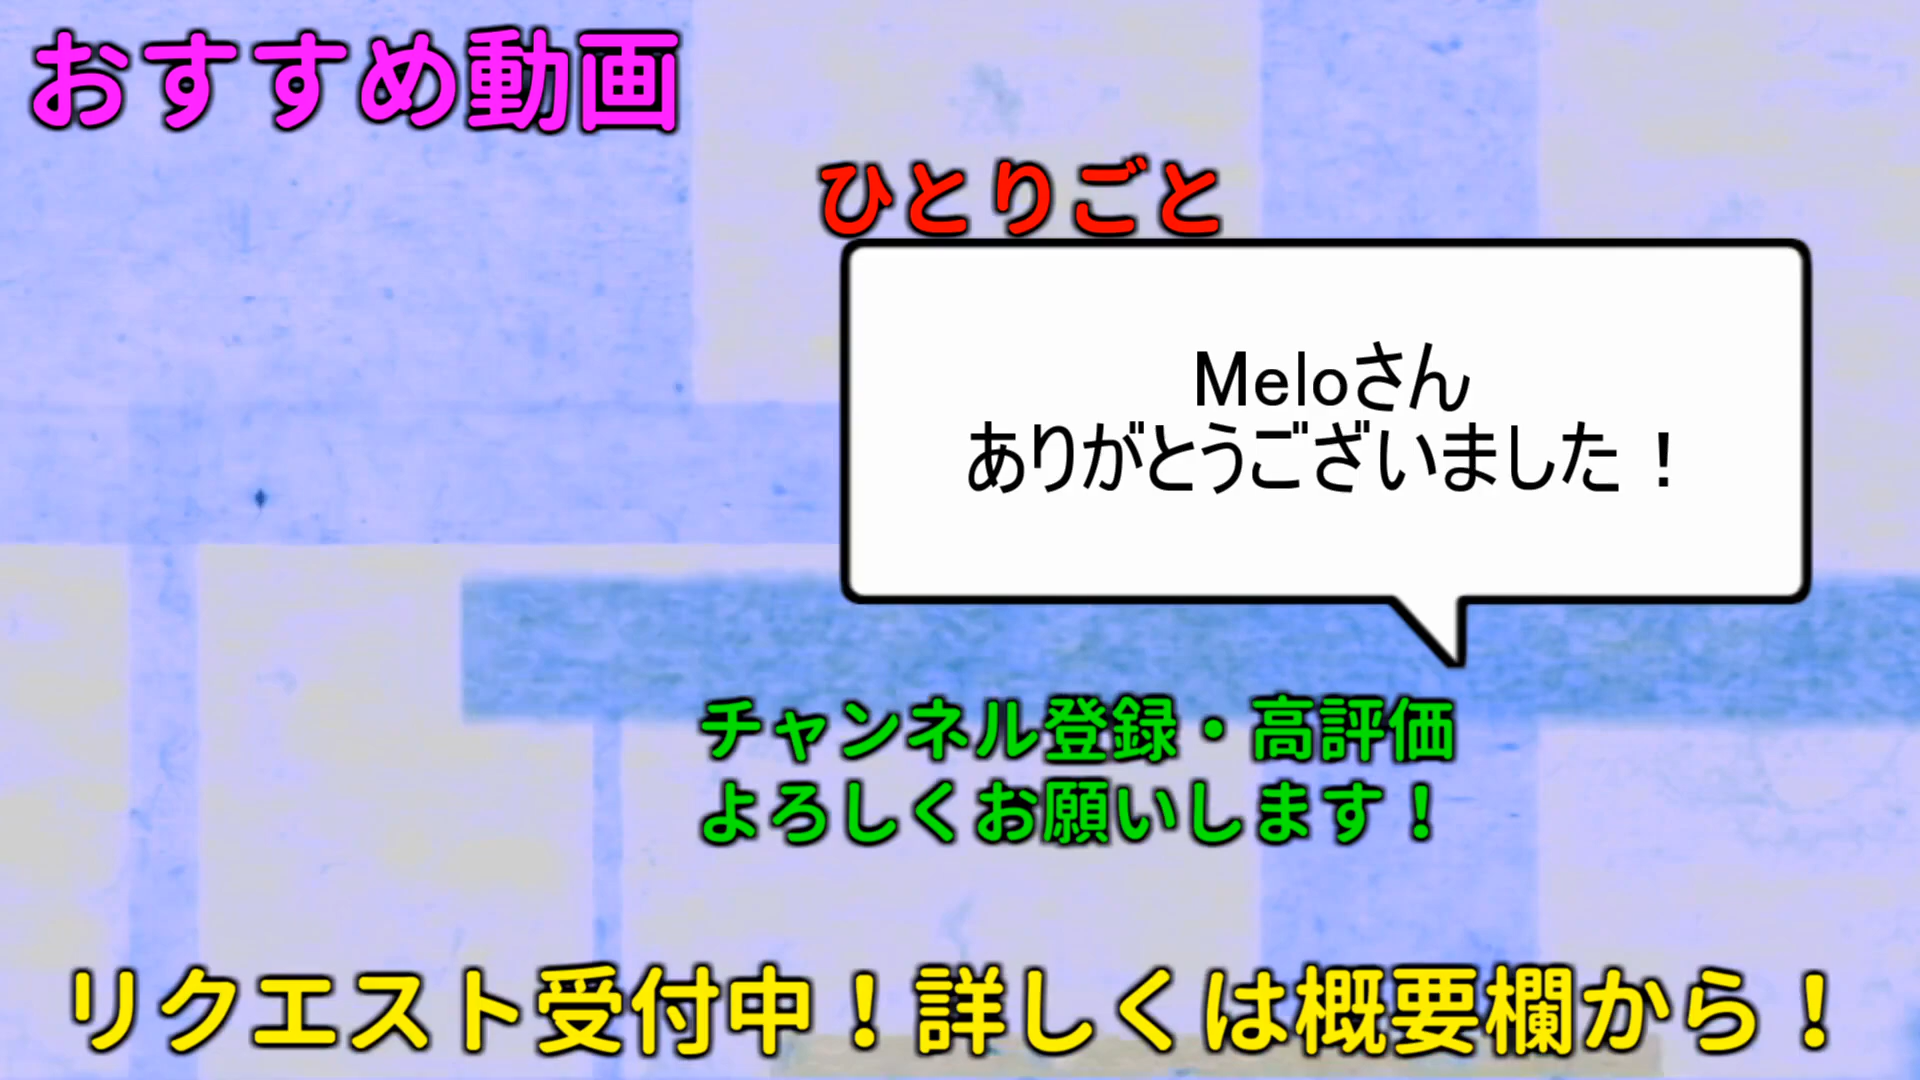 おすすめ動画
ひとりごと
Meloさん
ありがとうございました！
チャンネル登録・高評価
よろしくお願いします！
リクエスト受付中！詳しくは概要欄から！